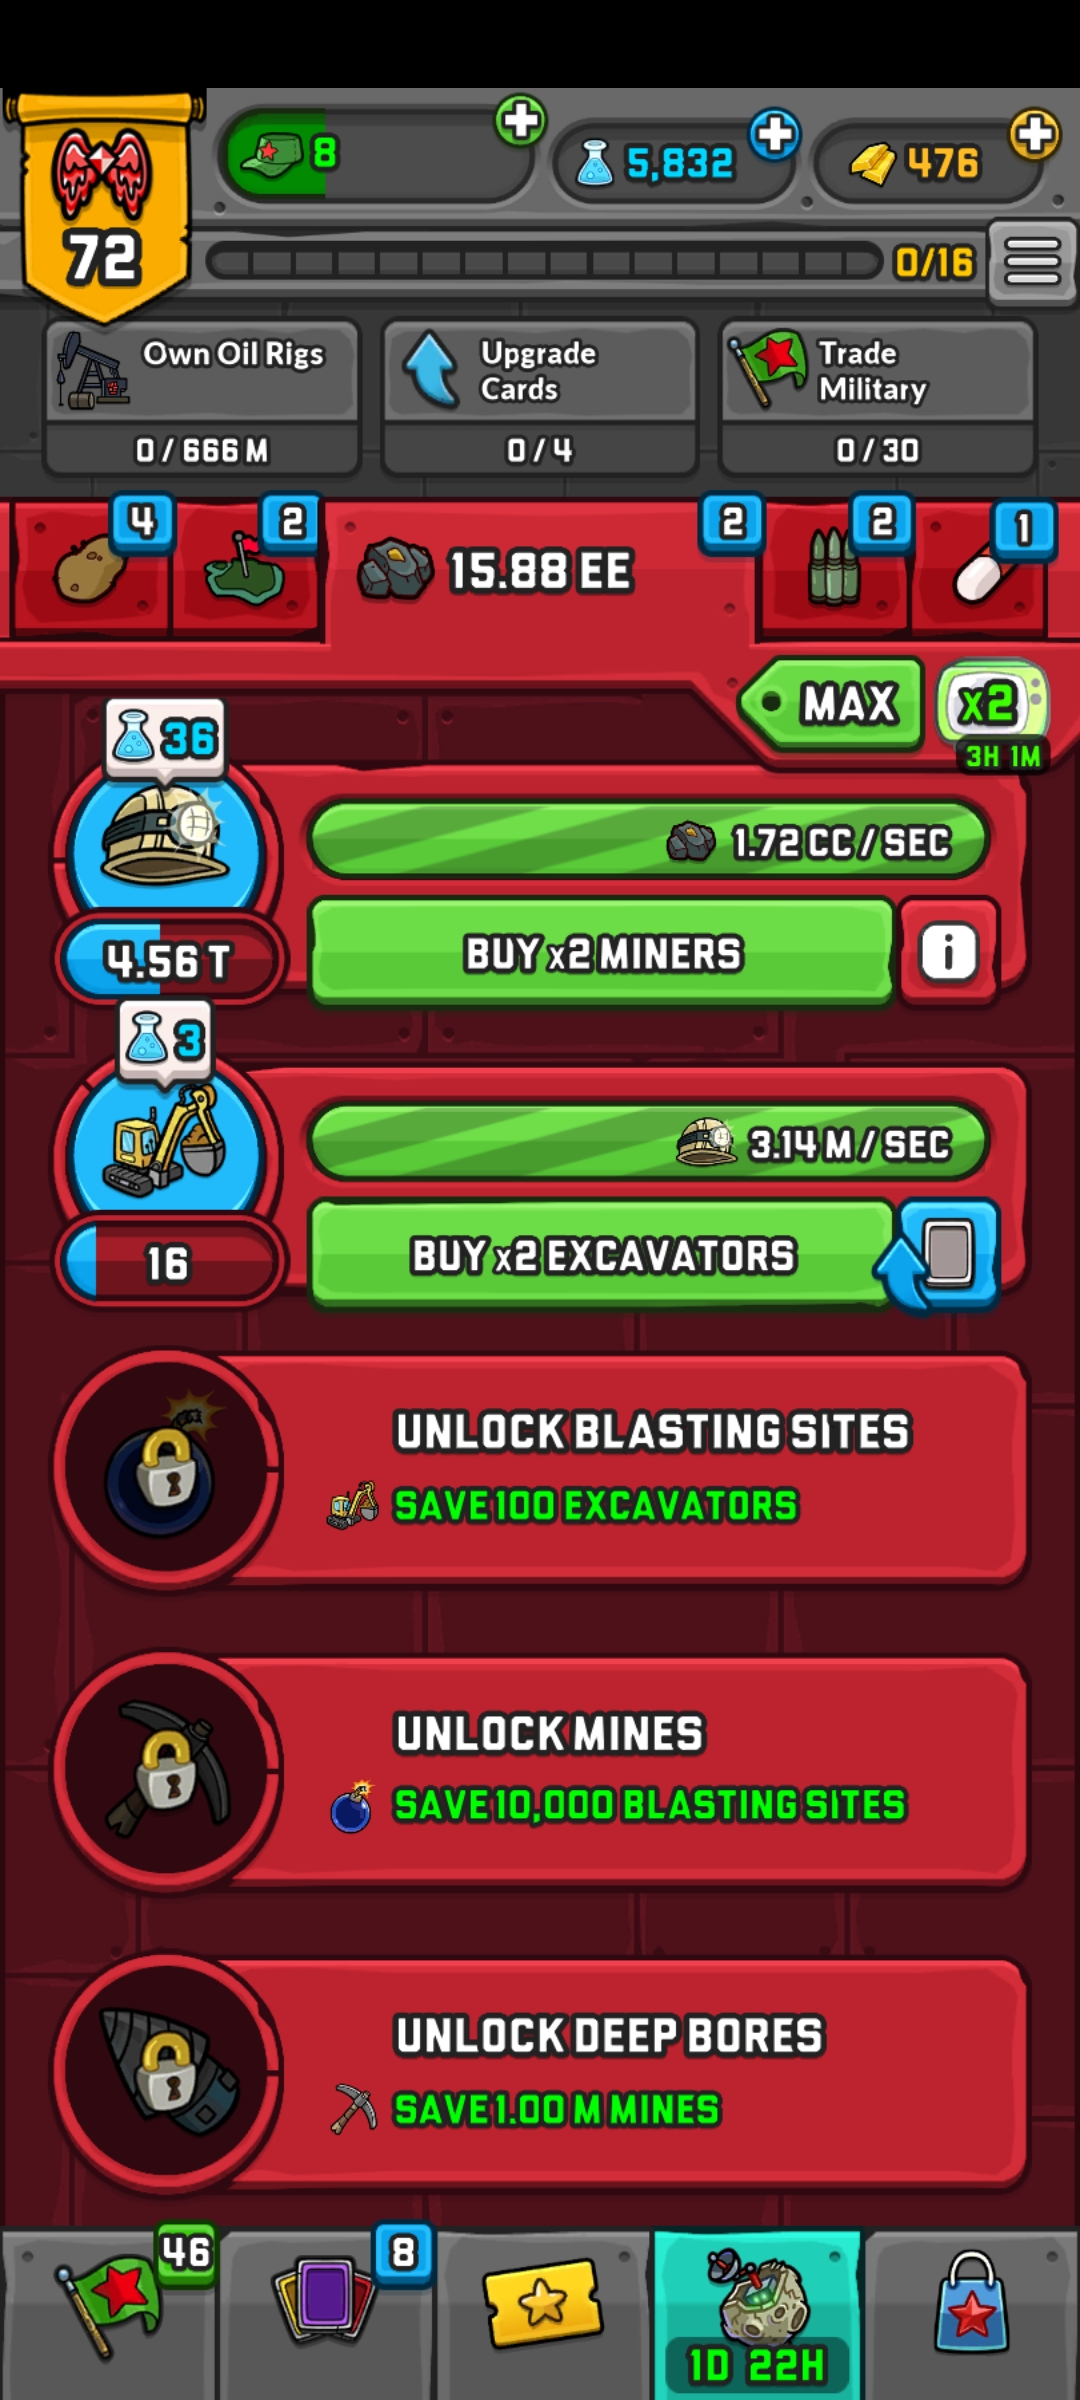 8
5,832
476
72
0/16
Own Oil Rigs
0 / 666 M
Upgrade
Cards
0 / 4
Trade
Military
0 / 30
4
2
15.88 EE
2
2
1
MAX
x2
3H 1M
36
1.72 CC / SEC
4.56 T
BUY x2 MINERS
i
3
3.14 M / SEC
16
BUY x2 EXCAVATORS
UNLOCK BLASTING SITES
SAVE 100 EXCAVATORS
UNLOCK MINES
SAVE 10,000 BLASTING SITES
UNLOCK DEEP BORES
SAVE 1.00 M MINES
46
8
1D 22H